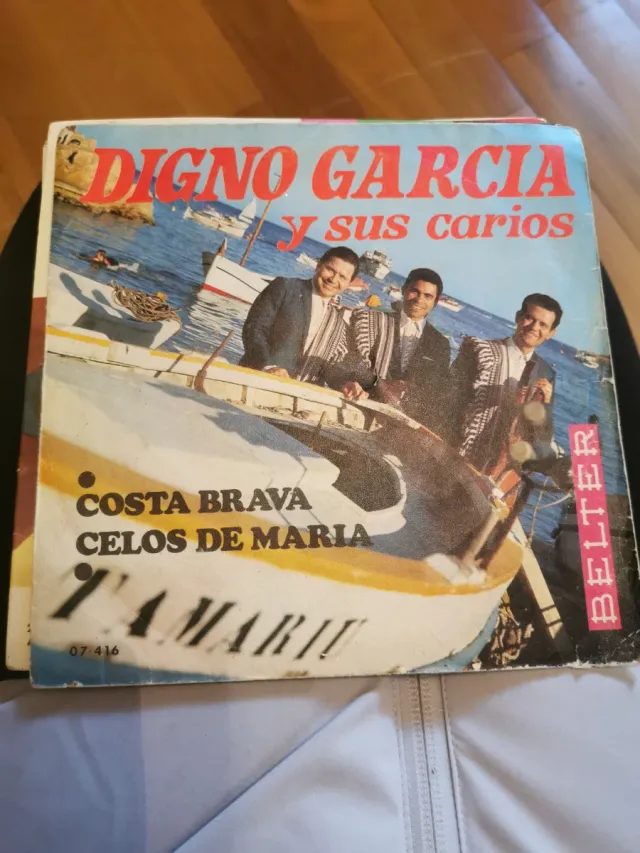 DIGNO GARCIA
y sus carios
COSTA BRAVA
CELOS DE MARIA
TAMARIU
07-416
BELTER